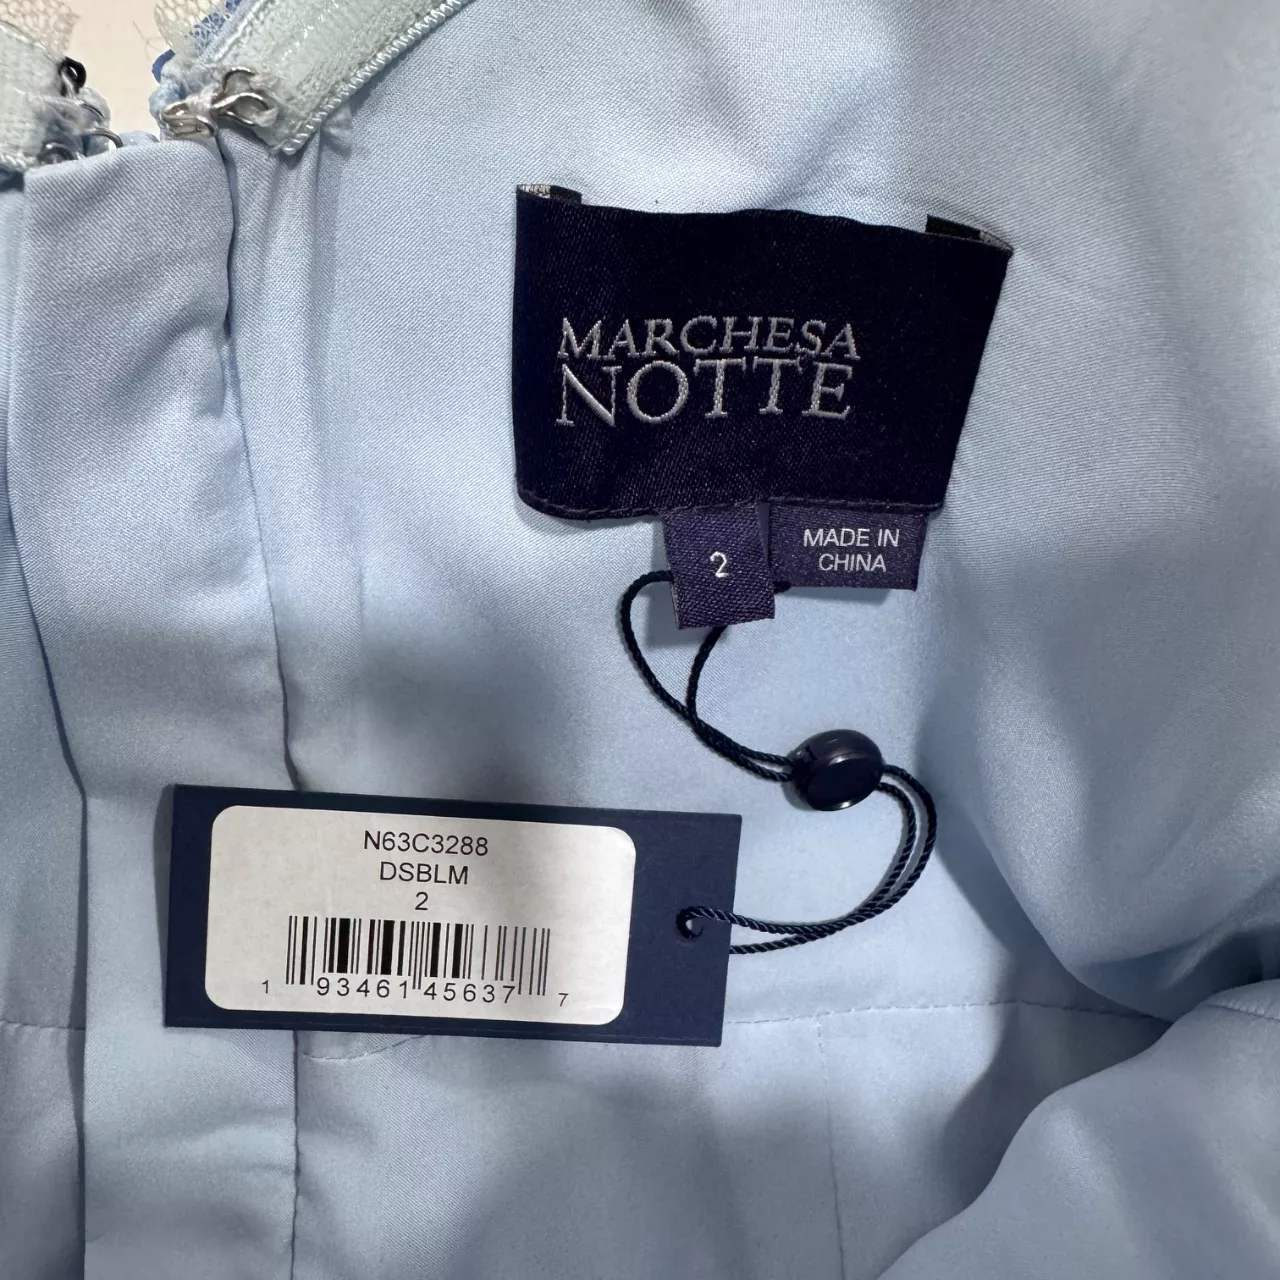 MARCHESA
NOTTE
2
MADE IN
CHINA
N63C3288
DSBLM
2
1 93461 45637 7